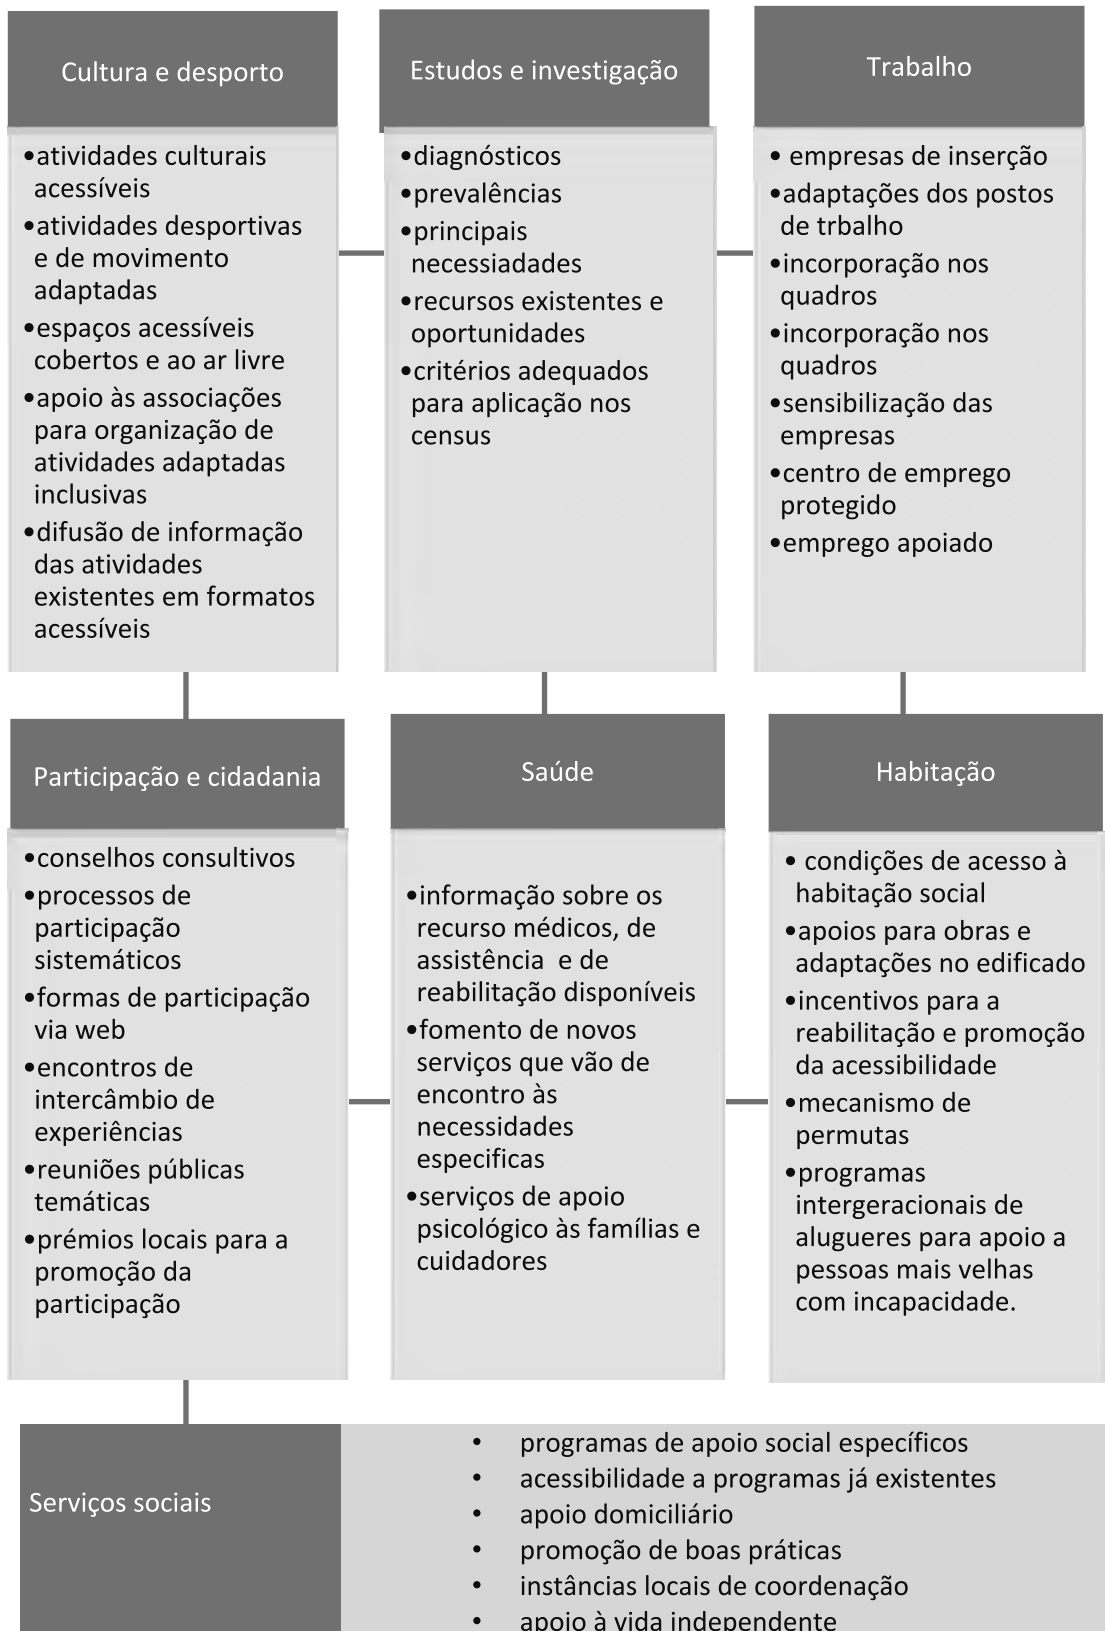 Cultura e desporto
•atividades culturais
acessíveis
•atividades desportivas
e de movimento
adaptadas
•espaços acessíveis
cobertos e ao ar livre
•apoio às associações
para organização de
atividades adaptadas
inclusivas
•difusão de informação
das atividades
existentes em formatos
acessíveis
Estudos e investigação
•diagnósticos
•prevalências
•principais
necessiadades
•recursos existentes e
oportunidades
•critérios adequados
para aplicação nos
census
Trabalho
• empresas de inserção
•adaptações dos postos
de trbalho
•incorporação nos
quadros
•incorporação nos
quadros
•sensibilização das
empresas
•centro de emprego
protegido
•emprego apoiado
Participação e cidadania
•conselhos consultivos
•processos de
participação
sistemáticos
•formas de participação
via web
•encontros de
intercâmbio de
experiências
•reuniões públicas
temáticas
•prémios locais para a
promoção da
participação
Saúde
•informação sobre os
recurso médicos, de
assistência e de
reabilitação disponíveis
•fomento de novos
serviços que vão de
encontro às
necessidades
especificas
•serviços de apoio
psicológico às famílias e
cuidadores
Habitação
• condições de acesso à
habitação social
•apoios para obras e
adaptações no edificado
•incentivos para a
reabilitação e promoção
da acessibilidade
•mecanismo de
permutas
•programas
intergeracionais de
alugueres para apoio a
pessoas mais velhas
com incapacidade.
Serviços sociais
• programas de apoio social específicos
• acessibilidade a programas já existentes
• apoio domiciliário
• promoção de boas práticas
• instâncias locais de coordenação
• apoio à vida independente